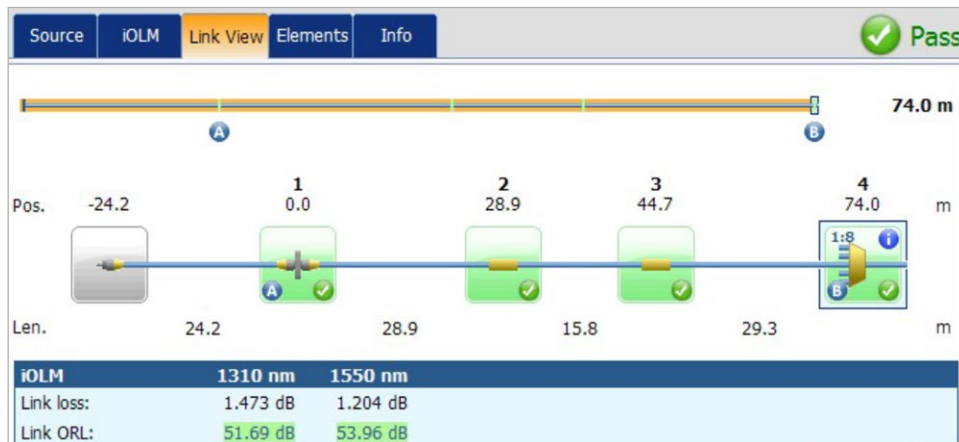 Source iOLM Link View Elements Info Pass
74.0 m
A B
1 2 3 4
Pos. -24.2 0.0 28.9 44.7 74.0 m
1:8 i
A B
Len. 24.2 28.9 15.8 29.3 m
iOLM 1310 nm 1550 nm
Link loss: 1.473 dB 1.204 dB
Link ORL: 51.69 dB 53.96 dB